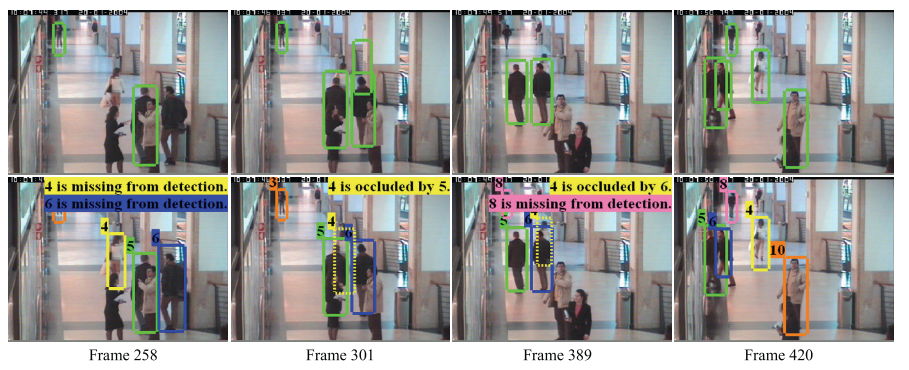 4 is missing from detection.
6 is missing from detection.
4
5
6
4 is occluded by 5.
3
4
5
4 is occluded by 6.
8
8 is missing from detection.
5
6
8
5
6
4
10
Frame 258
Frame 301
Frame 389
Frame 420